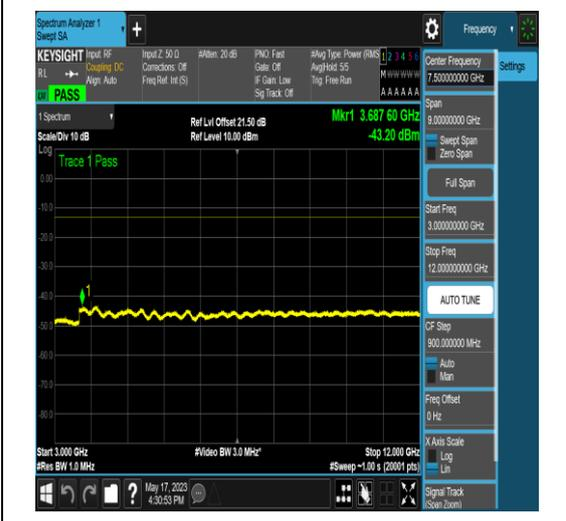 Spectrum Analyzer 1
Swept SA
+
Frequency
KEYSIGHT
RL
Input: RF
Coupling: DC
Align: Auto
Input Z: 50 Ω
Corrections: Off
Freq Ref: Int (S)
#Atten: 20 dB
PNO: Fast
Gate: Off
IF Gain: Low
Sig Track: Off
#Avg Type: Power (RMS
Avg|Hold: 5/5
Trig: Free Run
1 2 3 4 5 6
M W W W W W
A A A A A A
PASS
1 Spectrum
Scale/Div 10 dB
Ref Lvl Offset 21.50 dB
Ref Level 10.00 dBm
Mkr1 3.687 60 GHz
-43.20 dBm
Log
Trace 1 Pass
0.00
-10.0
-20.0
-30.0
-40.0
-50.0
-60.0
-70.0
-80.0
1
Start 3.000 GHz
#Res BW 1.0 MHz
#Video BW 3.0 MHz*
Stop 12.000 GHz
#Sweep ~1.00 s (20001 pts)
May 17, 2023
4:30:53 PM
?
Center Frequency
7.500000000 GHz
Settings
Span
9.00000000 GHz
Swept Span
Zero Span
Full Span
Start Freq
3.000000000 GHz
Stop Freq
12.000000000 GHz
AUTO TUNE
CF Step
900.000000 MHz
Auto
Man
Freq Offset
0 Hz
X Axis Scale
Log
Lin
Signal Track
(Span Zoom)